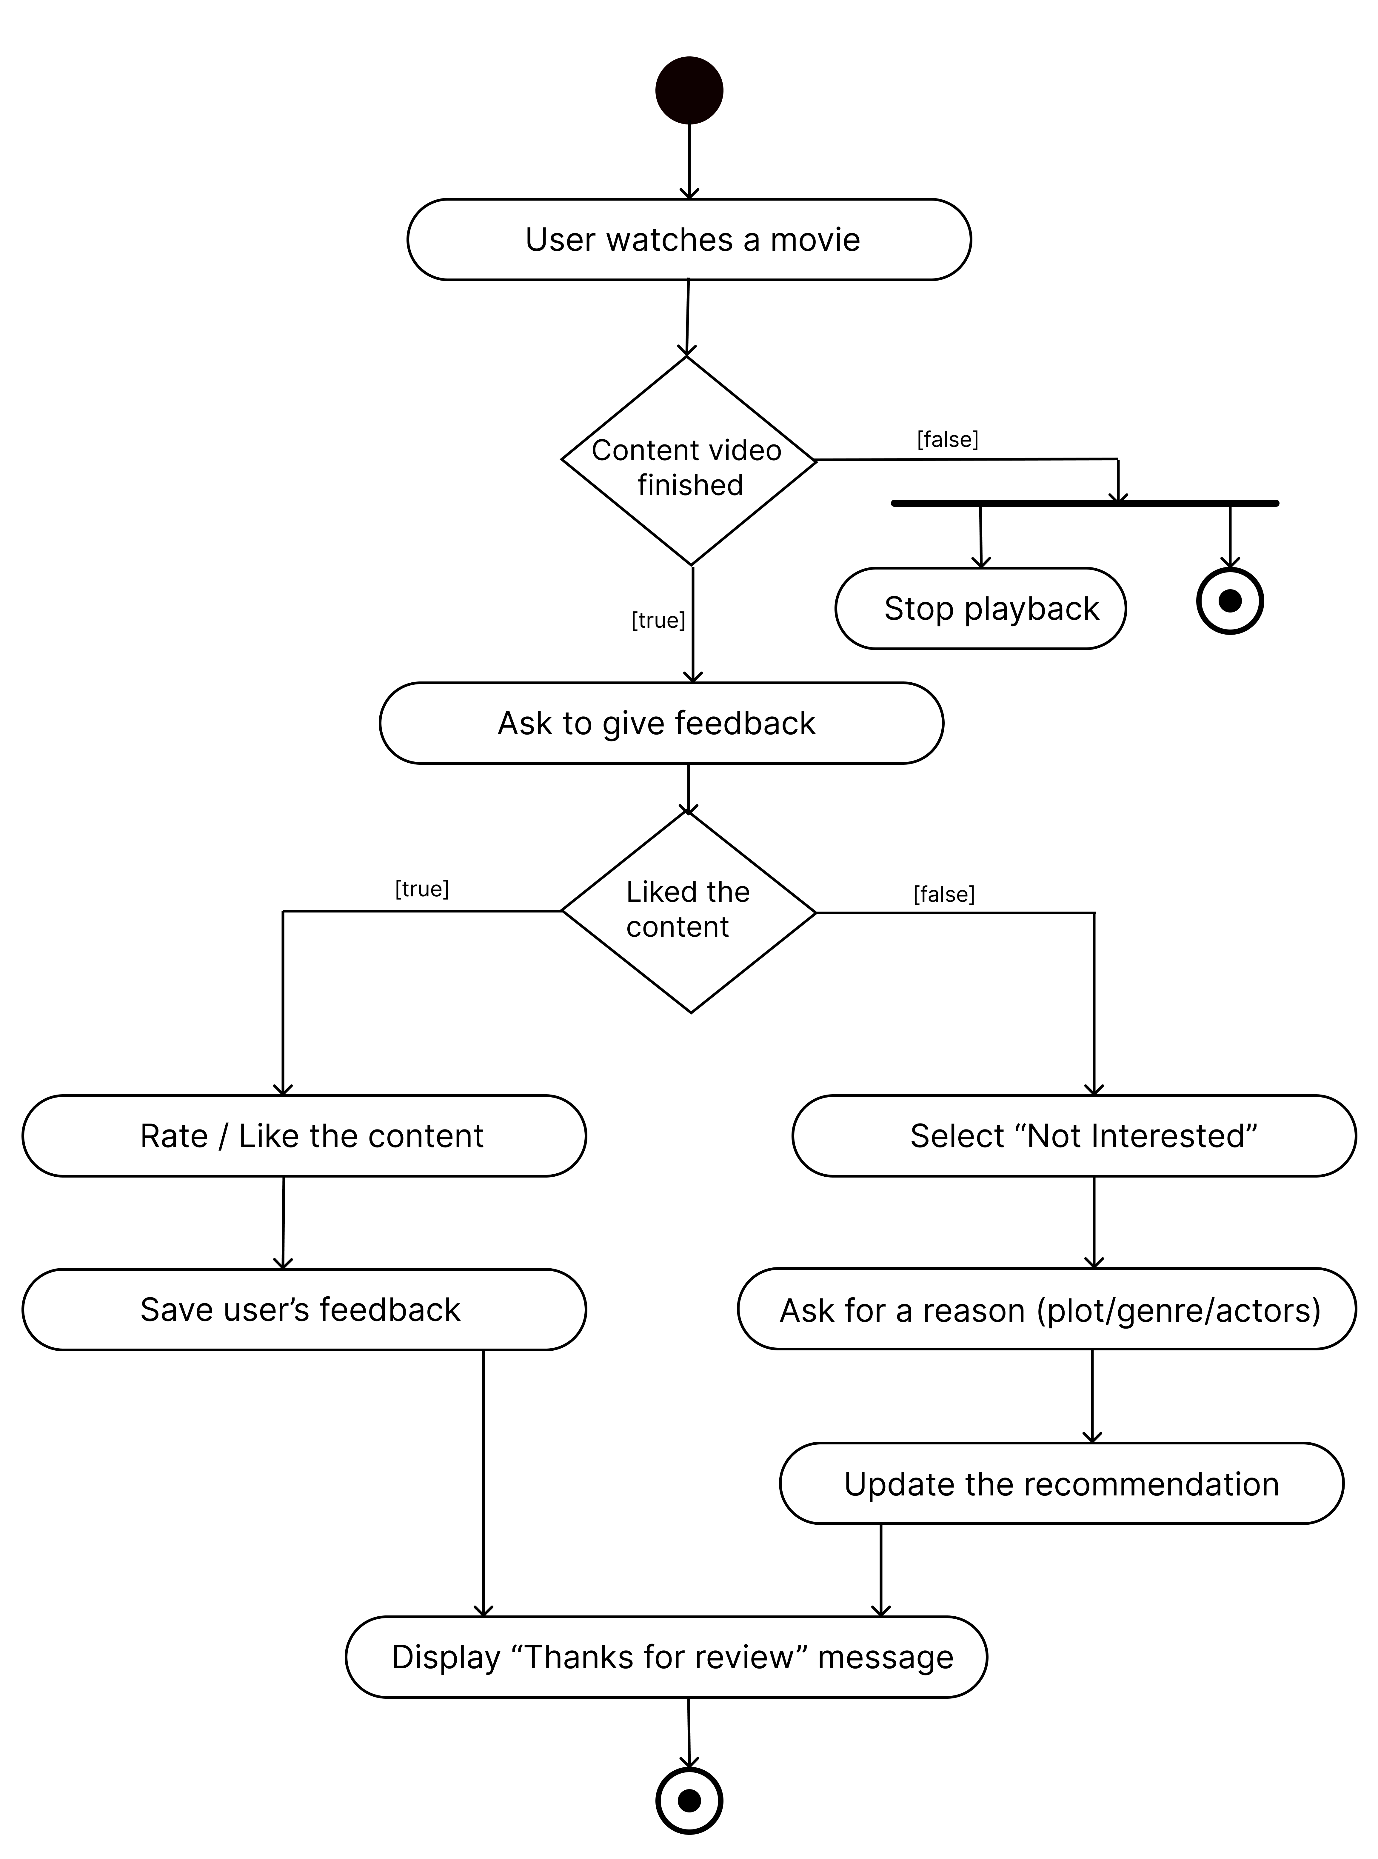 User watches a movie
Content video
finished
[false]
[true]
Stop playback
Ask to give feedback
Liked the
content
[true]
[false]
Rate / Like the content
Select “Not Interested”
Save user’s feedback
Ask for a reason (plot/genre/actors)
Update the recommendation
Display “Thanks for review” message